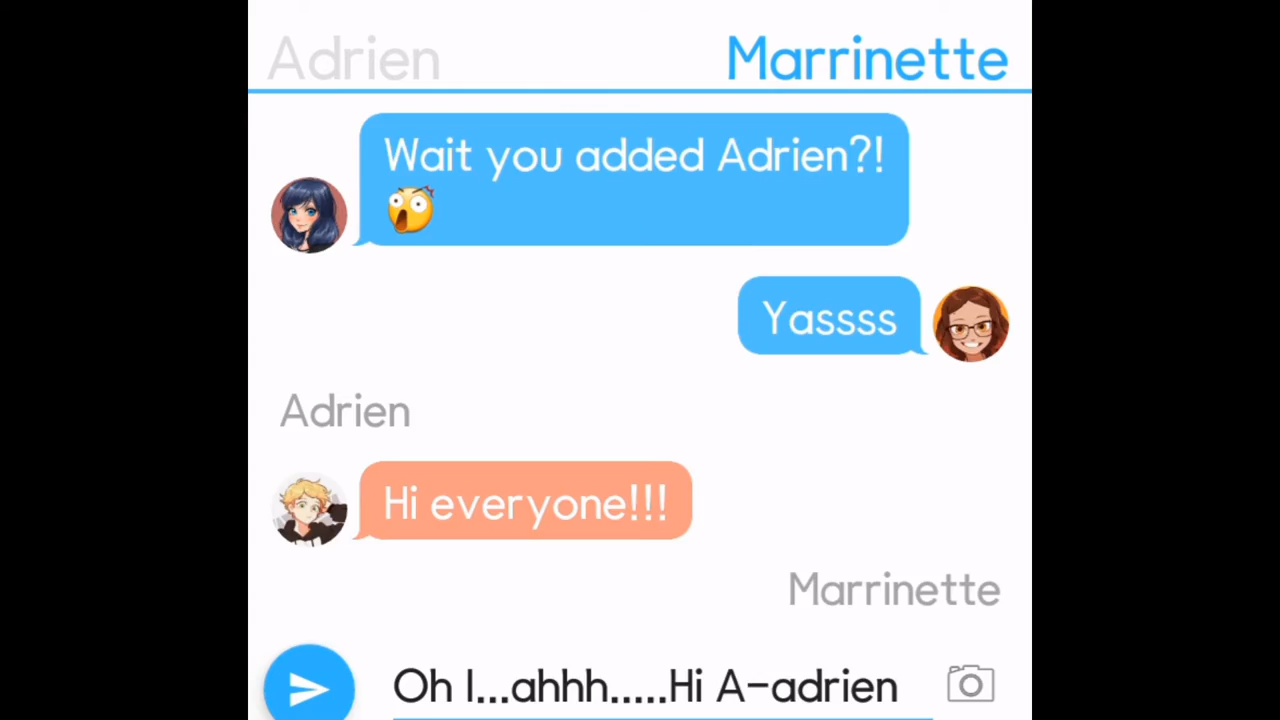 Adrien Marrinette
Wait you added Adrien?!
😲
Yassss
Adrien
Hi everyone!!!
Marrinette
Oh I...ahhh.....Hi A-adrien